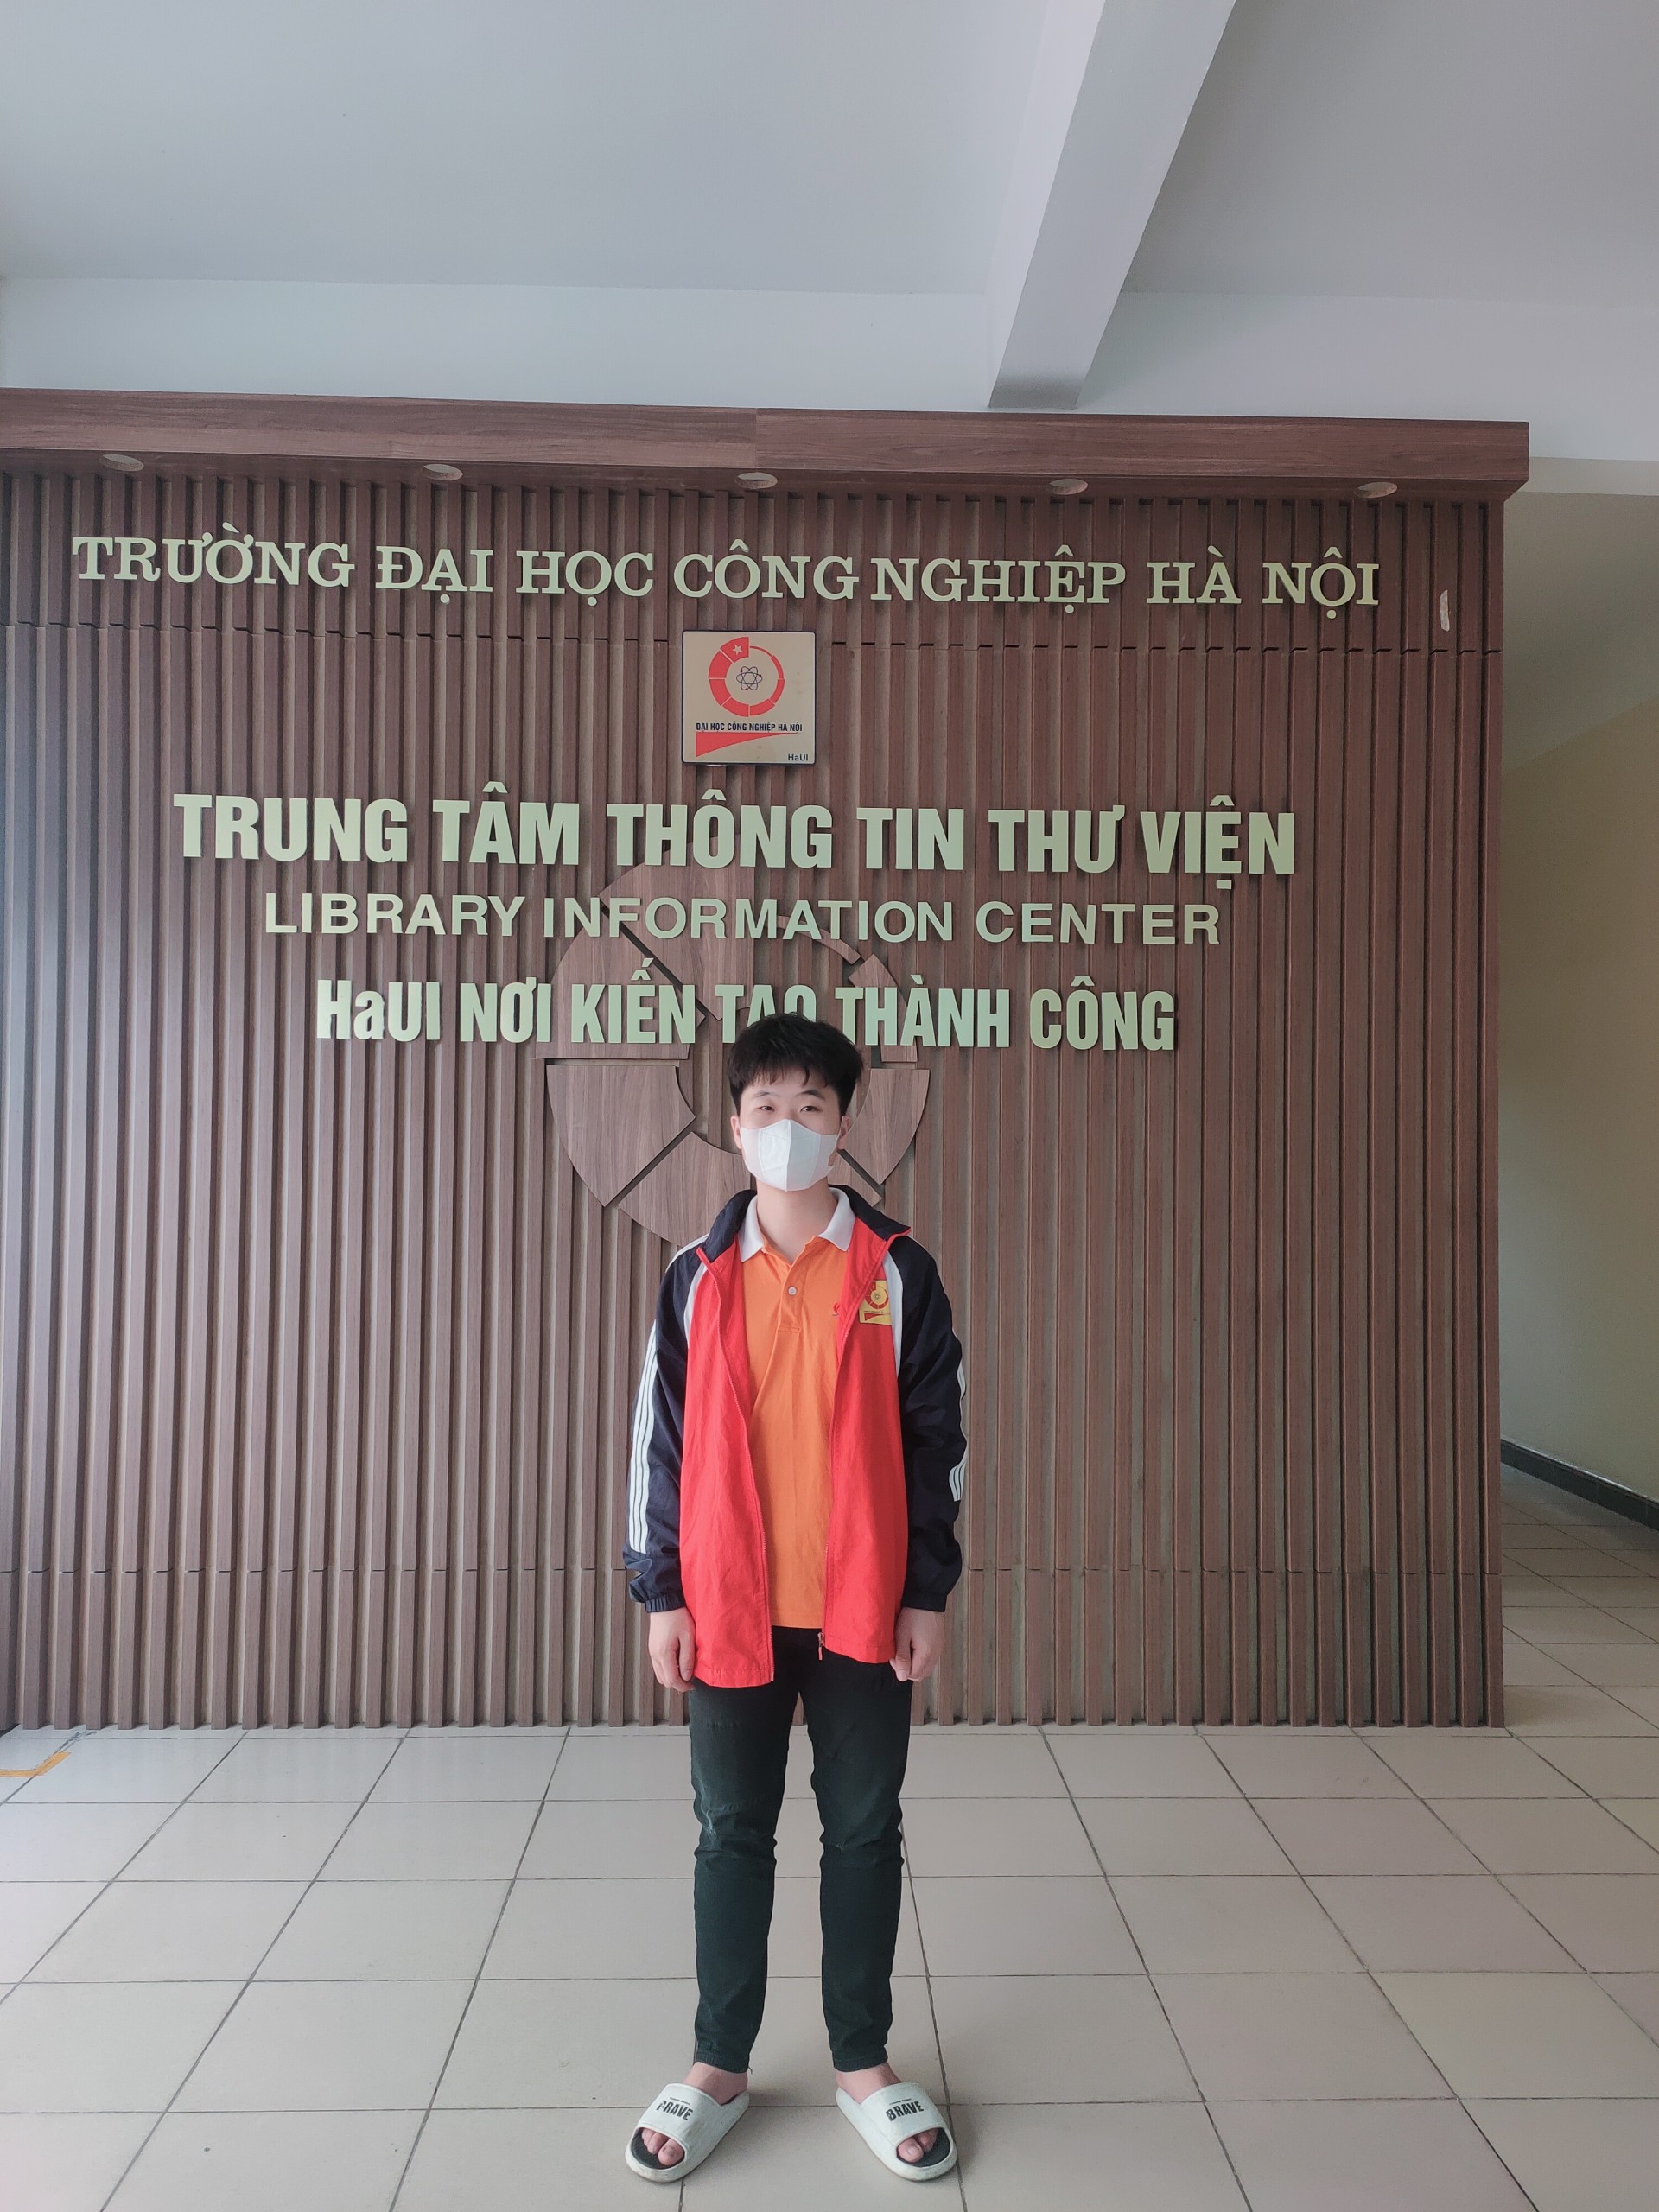 TRƯỜNG ĐẠI HỌC CÔNG NGHIỆP HÀ NỘI
ĐẠI HỌC CÔNG NGHIỆP HÀ NỘI
HaUI
TRUNG TÂM THÔNG TIN THƯ VIỆN
LIBRARY INFORMATION CENTER
HaUI NƠI KIẾN TẠO THÀNH CÔNG
BRAVE
BRAVE